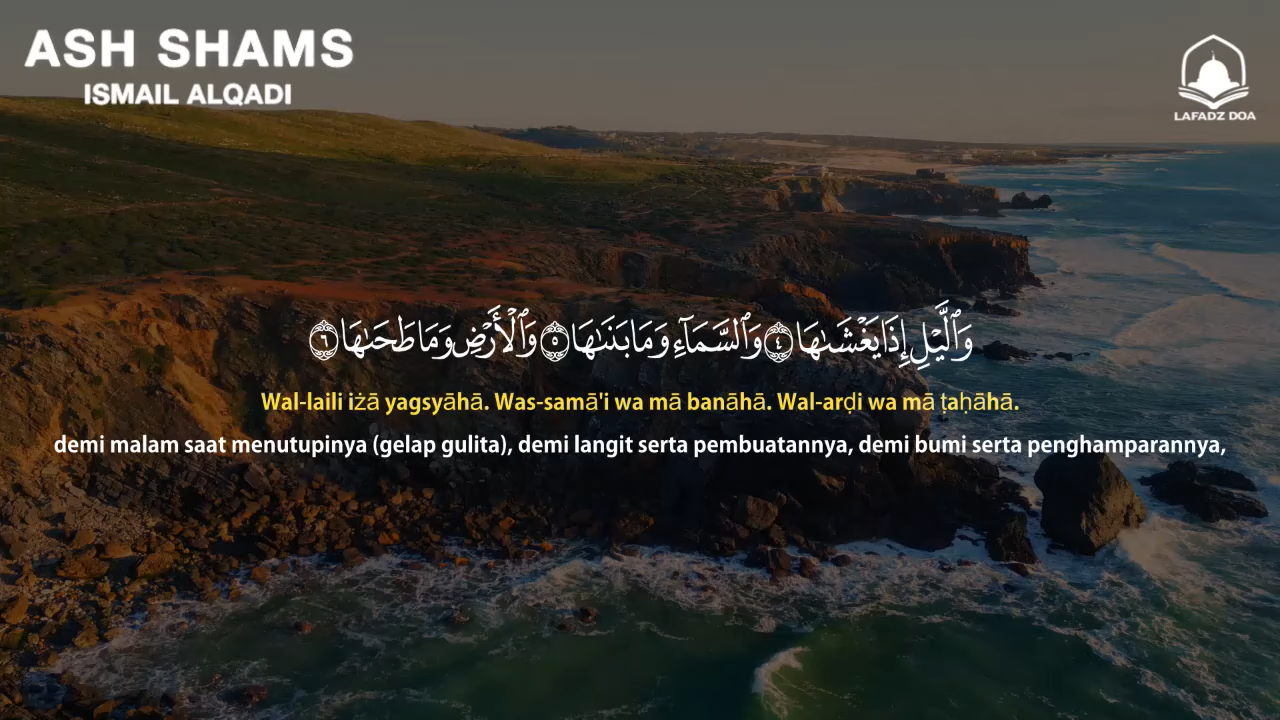 ASH SHAMS
ISMAIL ALQADI
LAFADZ DOA
وَٱلَّيْلِ إِذَا يَغْشَىٰهَا ٤ وَٱلسَّمَآءِ وَمَا بَنَىٰهَا ٥ وَٱلْأَرْضِ وَمَا طَحَىٰهَا ٦
Wal-laili iżā yagsyāhā. Was-samā'i wa mā banāhā. Wal-arḍi wa mā ṭaḥāhā.
demi malam saat menutupinya (gelap gulita), demi langit serta pembuatannya, demi bumi serta penghamparannya,